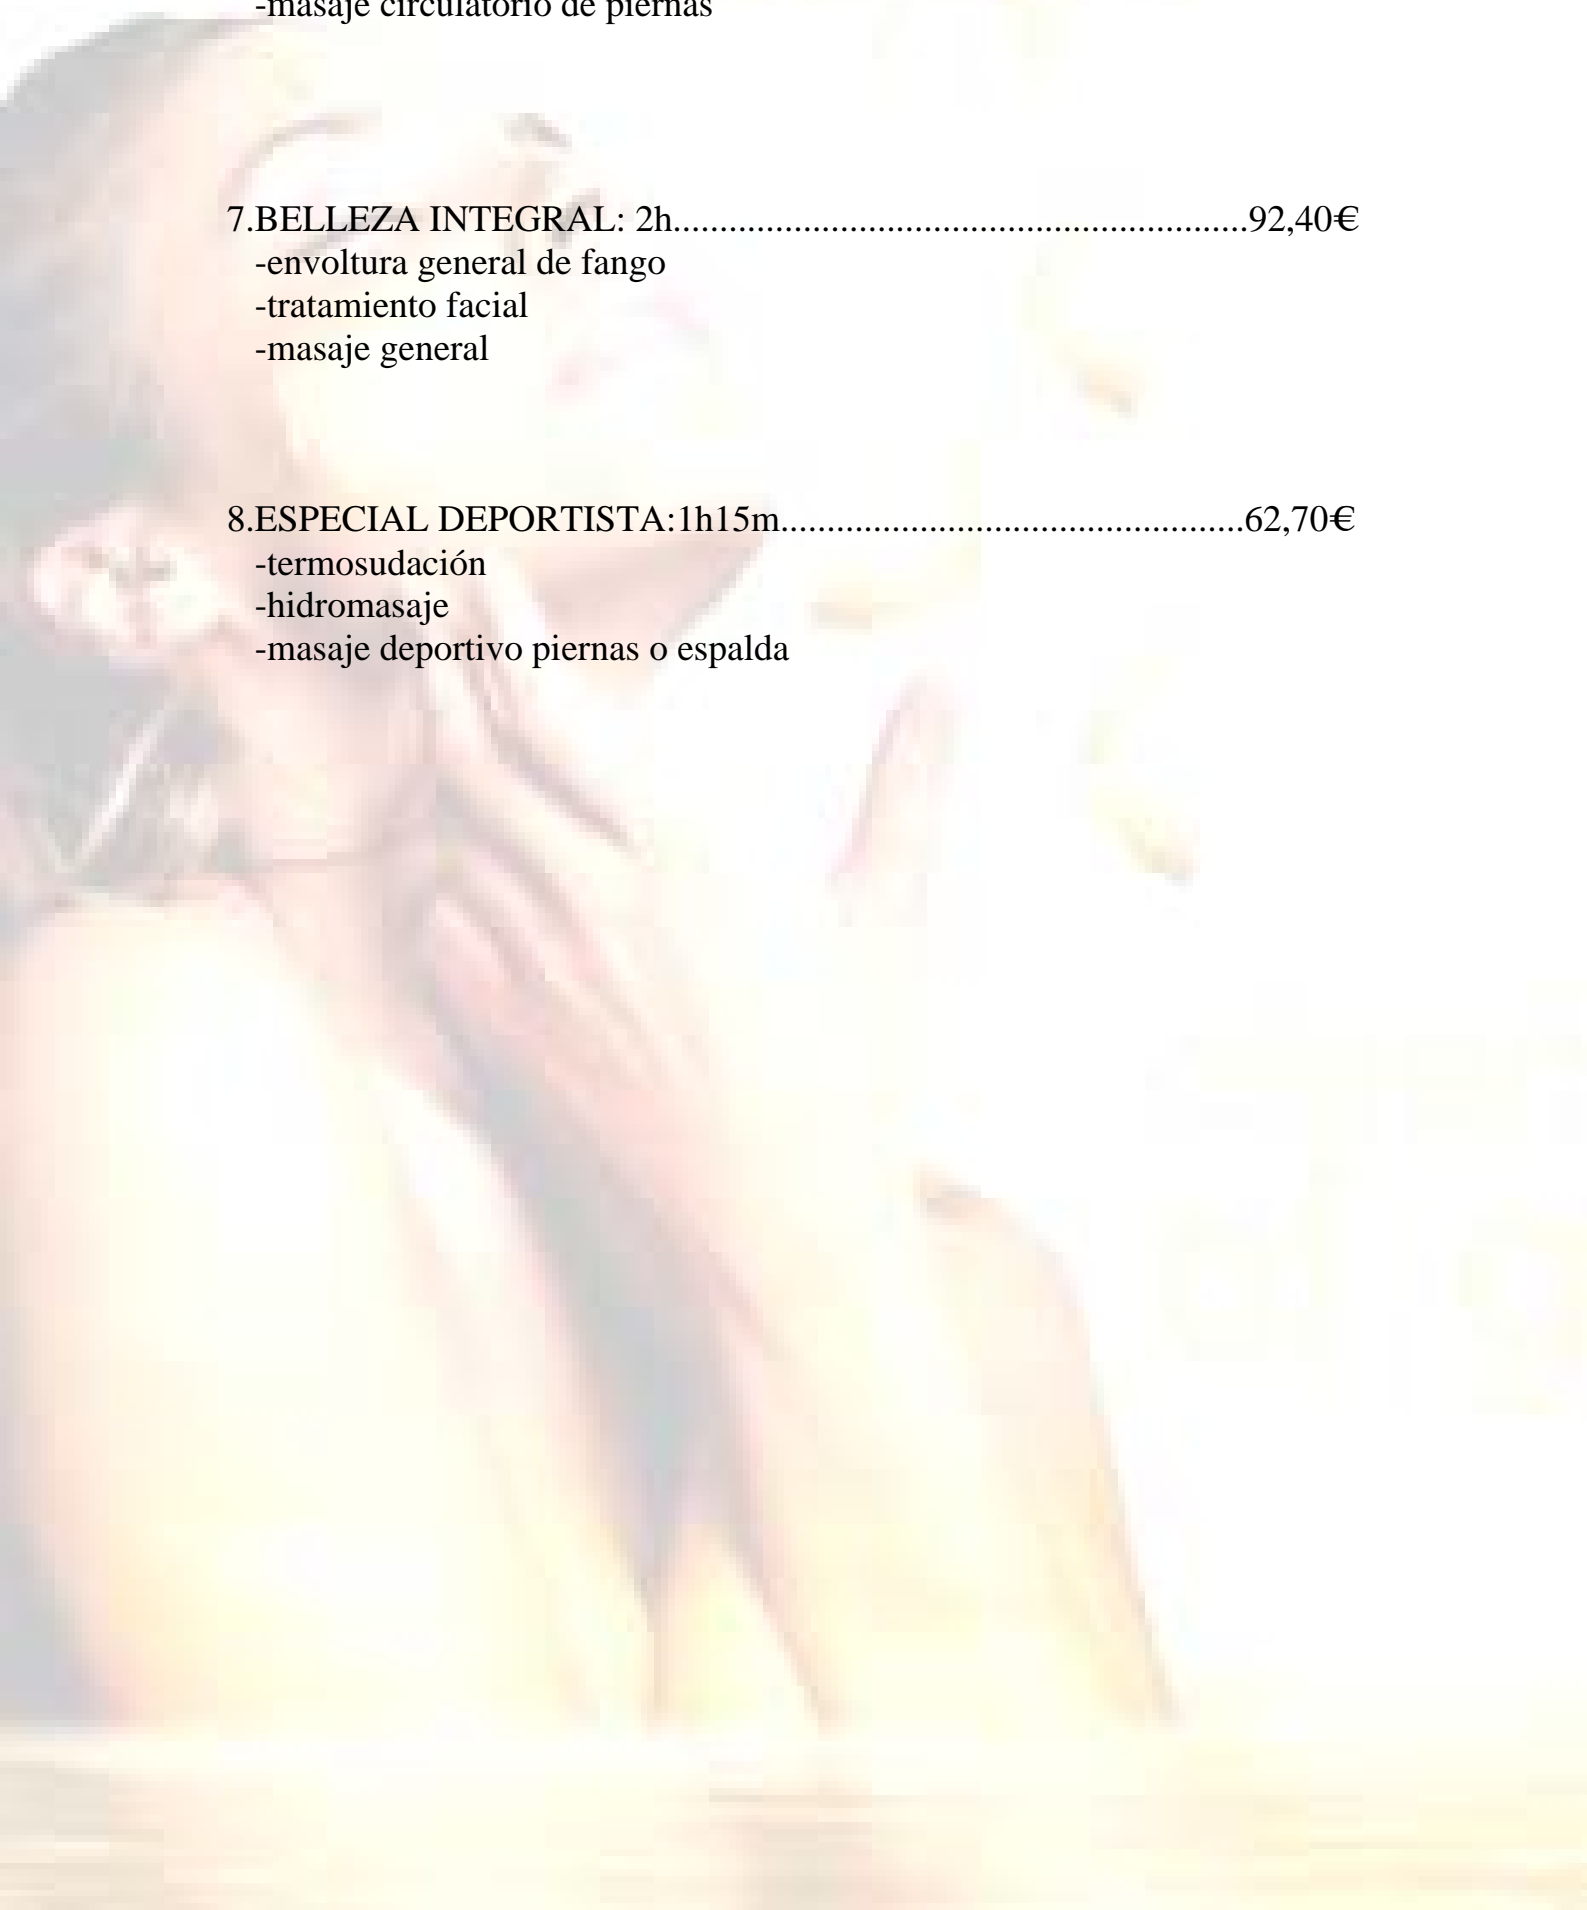 -masaje circulatorio de piernas
7.BELLEZA INTEGRAL: 2h..............................................................92,40€
-envoltura general de fango
-tratamiento facial
-masaje general
8.ESPECIAL DEPORTISTA:1h15m..................................................62,70€
-termosudación
-hidromasaje
-masaje deportivo piernas o espalda